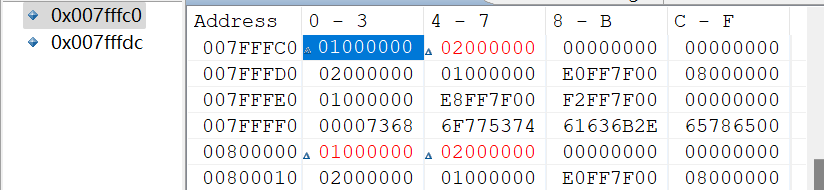 0x007fffc0
0x007fffdc
Address 0 - 3 4 - 7 8 - B C - F
007FFFC0 01000000 02000000 00000000 00000000
007FFFD0 02000000 01000000 E0FF7F00 08000000
007FFFE0 01000000 E8FF7F00 F2FF7F00 00000000
007FFFF0 00007368 6F775374 61636B2E 65786500
00800000 01000000 02000000 00000000 00000000
00800010 02000000 01000000 E0FF7F00 08000000